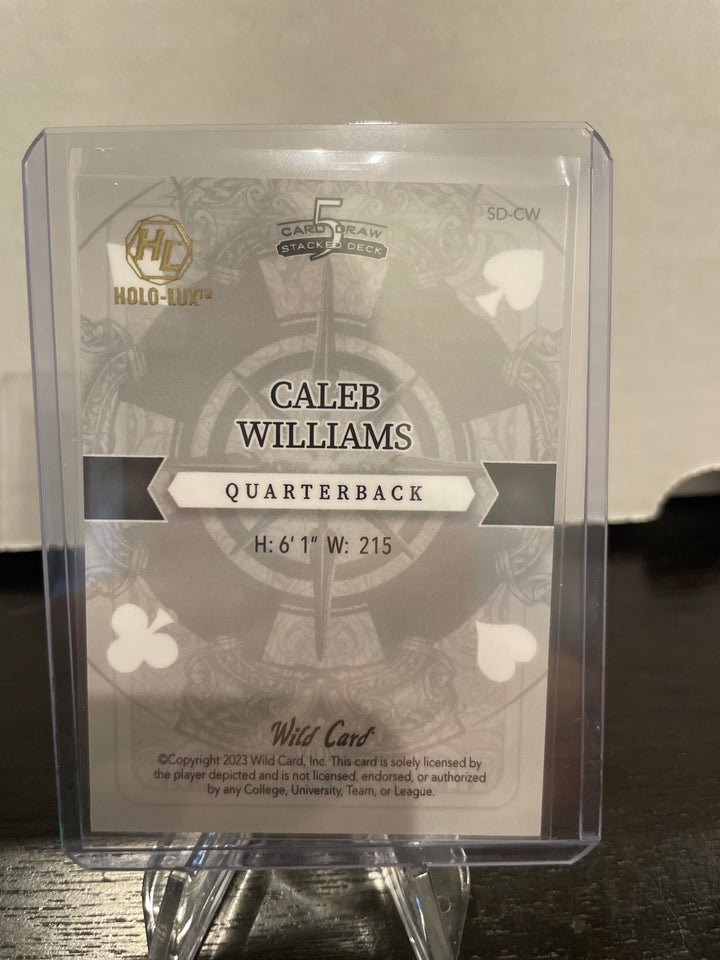 SD-CW
5
CARD DRAW
STACKED DECK
HC
HOLO-LUX™
CALEB
WILLIAMS
QUARTERBACK
H: 6' 1" W: 215
Wild Card
©Copyright 2023 Wild Card, Inc. This card is solely licensed by
the player depicted and is not licensed, endorsed, or authorized
by any College, University, Team, or League.